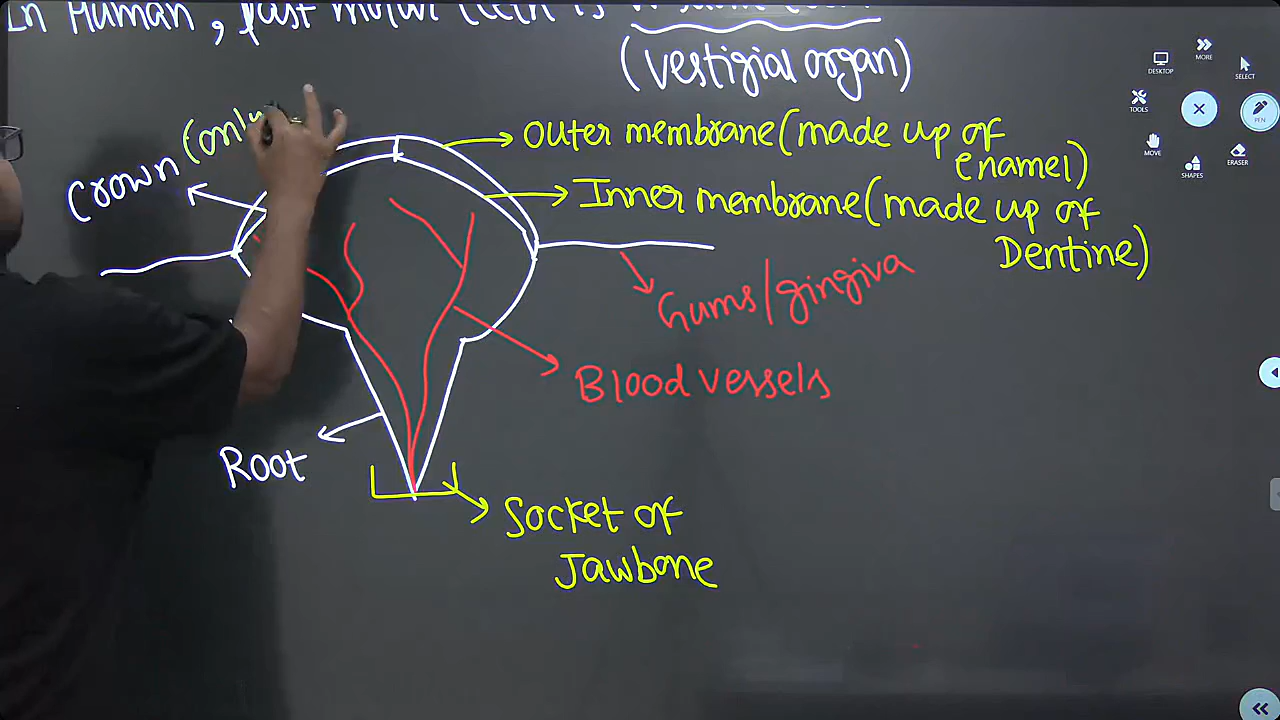 In Human, last molar teeth is
(vestigial organ)
Crown (only
Outer membrane (made up of
enamel)
Inner membrane (made up of
Dentine)
Gums/gingiva
Blood vessels
Root
Socket of
Jawbone
DESKTOP
MORE
SELECT
TOOLS
PEN
MOVE
SHAPES
ERASER